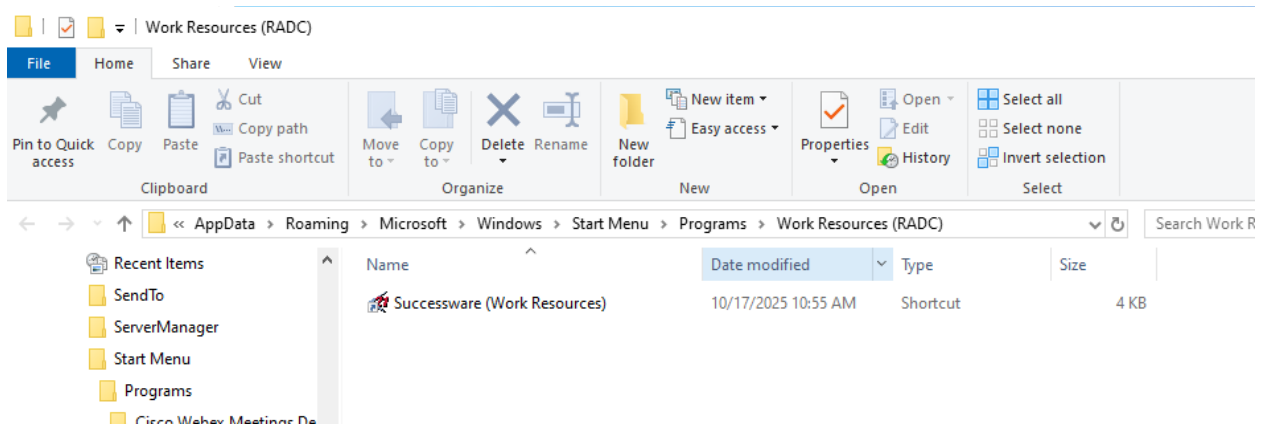 Work Resources (RADC)
File Home Share View
Pin to Quick access
Copy
Paste
Cut
Copy path
Paste shortcut
Clipboard
Move to
Copy to
Delete
Rename
Organize
New folder
New item
Easy access
New
Properties
Open
Edit
History
Open
Select all
Select none
Invert selection
Select
« AppData > Roaming > Microsoft > Windows > Start Menu > Programs > Work Resources (RADC)
Search Work R
Recent Items
SendTo
ServerManager
Start Menu
Programs
Cisco Webex Meetings De
Name Date modified Type Size
Successware (Work Resources) 10/17/2025 10:55 AM Shortcut 4 KB